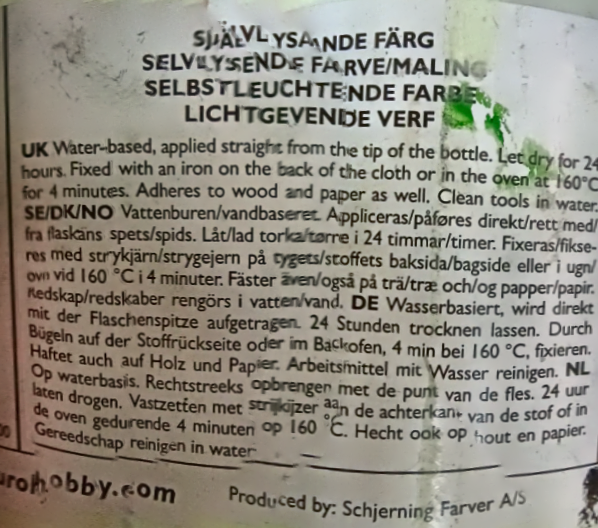 SJÄLVLYSANDE FÄRG
SELVLYSENDE FARVE/MALING
SELBSTLEUCHTENDE FARBE
LICHTGEVENDE VERF
UK Water-based, applied straight from the tip of the bottle. Let dry for 24
hours. Fixed with an iron on the back of the cloth or in the oven at 160°C
for 4 minutes. Adheres to wood and paper as well. Clean tools in water.
SE/DK/NO Vattenburen/vandbaseret. Appliceras/påføres direkt/rett med/
fra flaskans spets/spids. Låt/lad torka/tørre i 24 timmar/timer. Fixeras/fikse-
res med strykjärn/strygejern på tygets/stoffets baksida/bagside eller i ugn/
ovn vid 160 °C i 4 minuter. Fäster även/også på trä/træ och/og papper/papir.
Redskap/redskaber rengörs i vatten/vand. DE Wasserbasiert, wird direkt
mit der Flaschenspitze aufgetragen. 24 Stunden trocknen lassen. Durch
Bügeln auf der Stoffrückseite oder im Backofen, 4 min bei 160 °C, fixieren.
Haftet auch auf Holz und Papier. Arbeitsmittel mit Wasser reinigen. NL
Op waterbasis. Rechtstreeks opbrengen met de punt van de fles. 24 uur
laten drogen. Vastzetten met strijkijzer aan de achterkant van de stof of in
de oven gedurende 4 minuten op 160 °C. Hecht ook op hout en papier.
Gereedschap reinigen in water
urohobby.com
Produced by: Schjerning Farver A/S